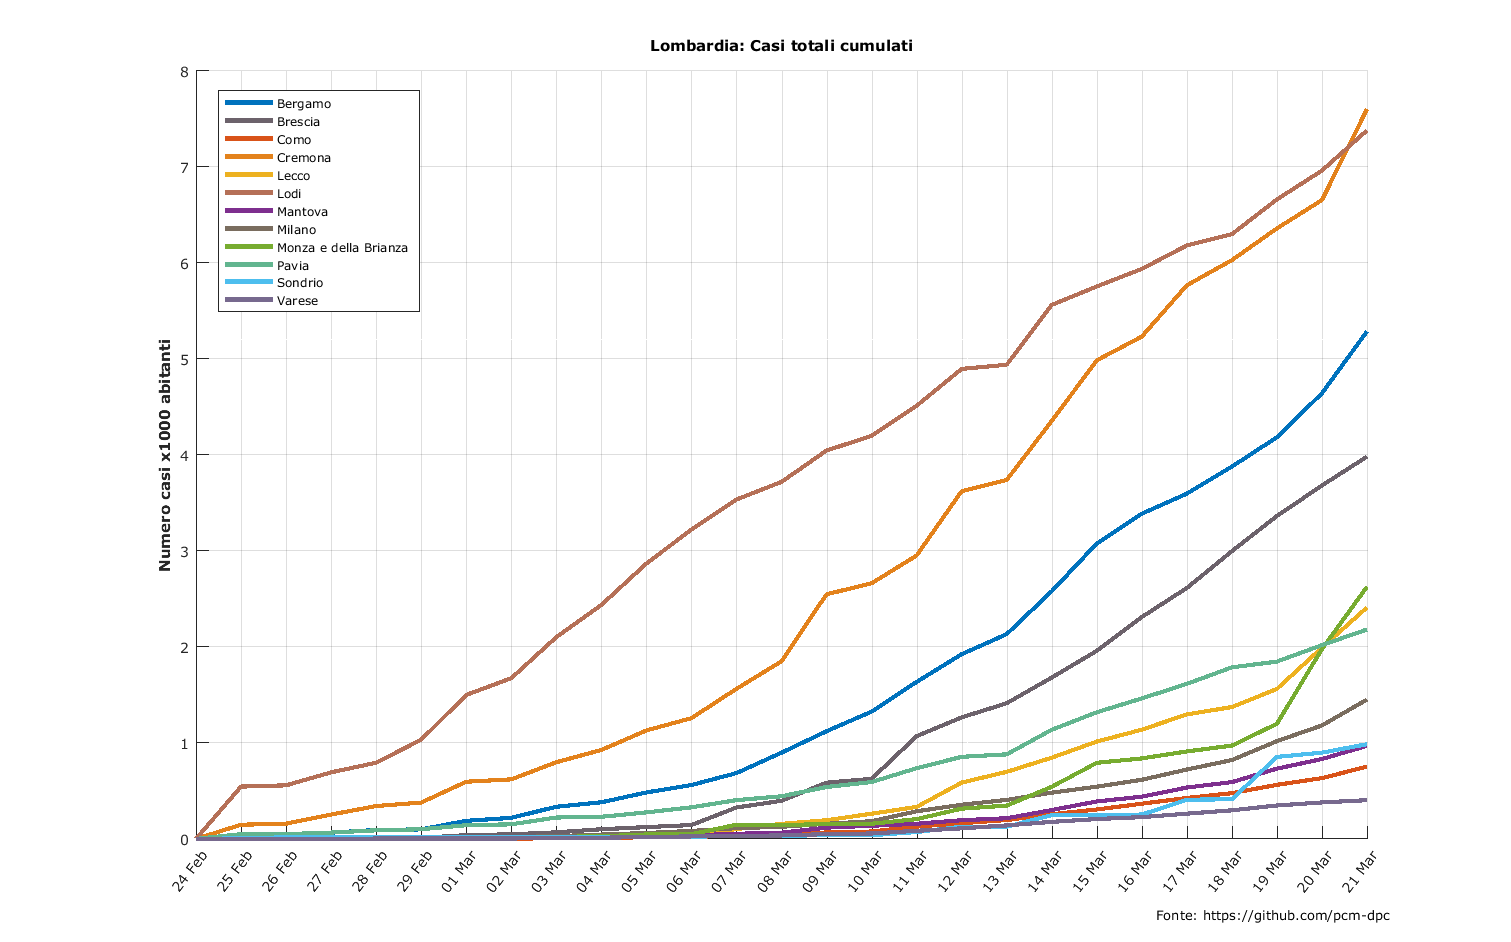 Lombardia: Casi totali cumulati
8
7
6
5
4
3
2
1
0
Numero casi x1000 abitanti
Bergamo
Brescia
Como
Cremona
Lecco
Lodi
Mantova
Milano
Monza e della Brianza
Pavia
Sondrio
Varese
24 Feb
25 Feb
26 Feb
27 Feb
28 Feb
29 Feb
01 Mar
02 Mar
03 Mar
04 Mar
05 Mar
06 Mar
07 Mar
08 Mar
09 Mar
10 Mar
11 Mar
12 Mar
13 Mar
14 Mar
15 Mar
16 Mar
17 Mar
18 Mar
19 Mar
20 Mar
21 Mar
Fonte: https://github.com/pcm-dpc